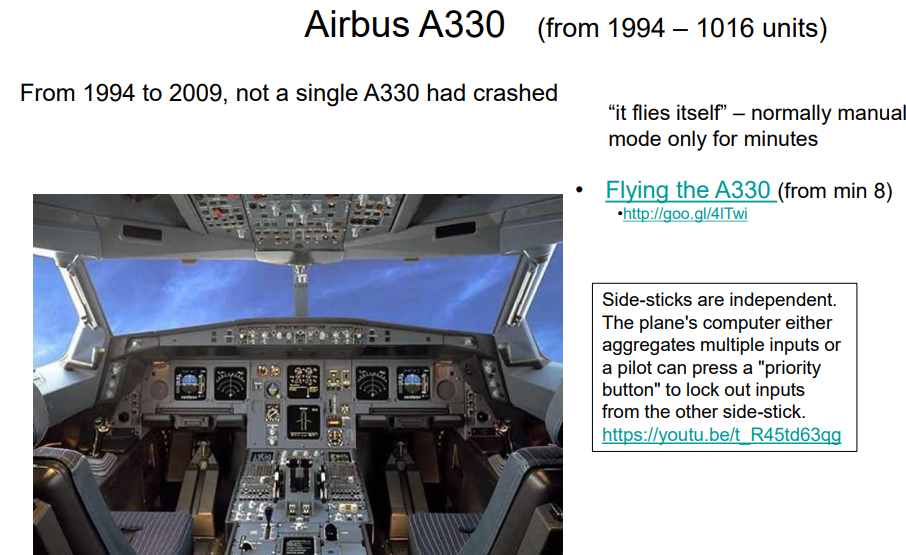 Airbus A330 (from 1994 – 1016 units)
From 1994 to 2009, not a single A330 had crashed
“it flies itself” – normally manual
mode only for minutes
• Flying the A330 (from min 8)
•http://goo.gl/4lTwi
Side-sticks are independent.
The plane's computer either
aggregates multiple inputs or
a pilot can press a "priority
button" to lock out inputs
from the other side-stick.
https://youtu.be/t_R45td63qg